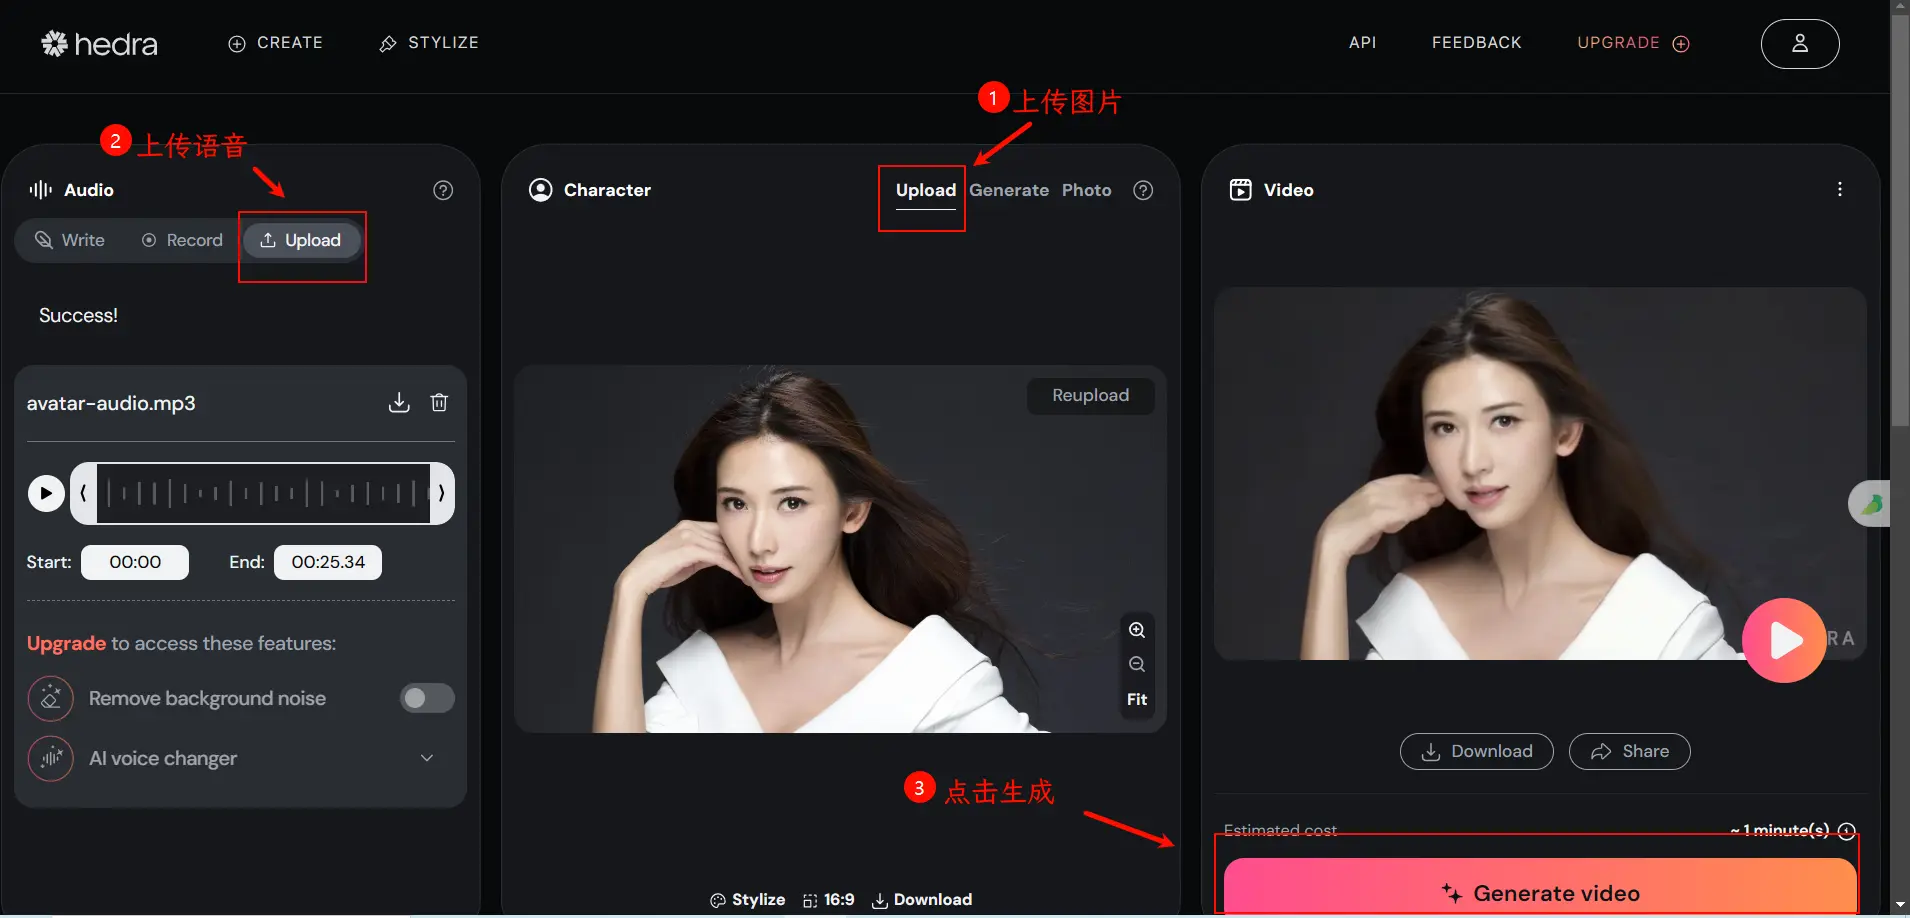 hedra
CREATE
STYLIZE
API
FEEDBACK
UPGRADE
1 上传图片
2 上传语音
Audio
Write
Record
Upload
Success!
avatar-audio.mp3
Start: 00:00 End: 00:25.34
Upgrade to access these features:
Remove background noise
AI voice changer
Character
Upload Generate Photo
Reupload
Fit
3 点击生成
Stylize 16:9 Download
Video
RA
Download Share
Estimated cost ~ 1 minute(s)
Generate video